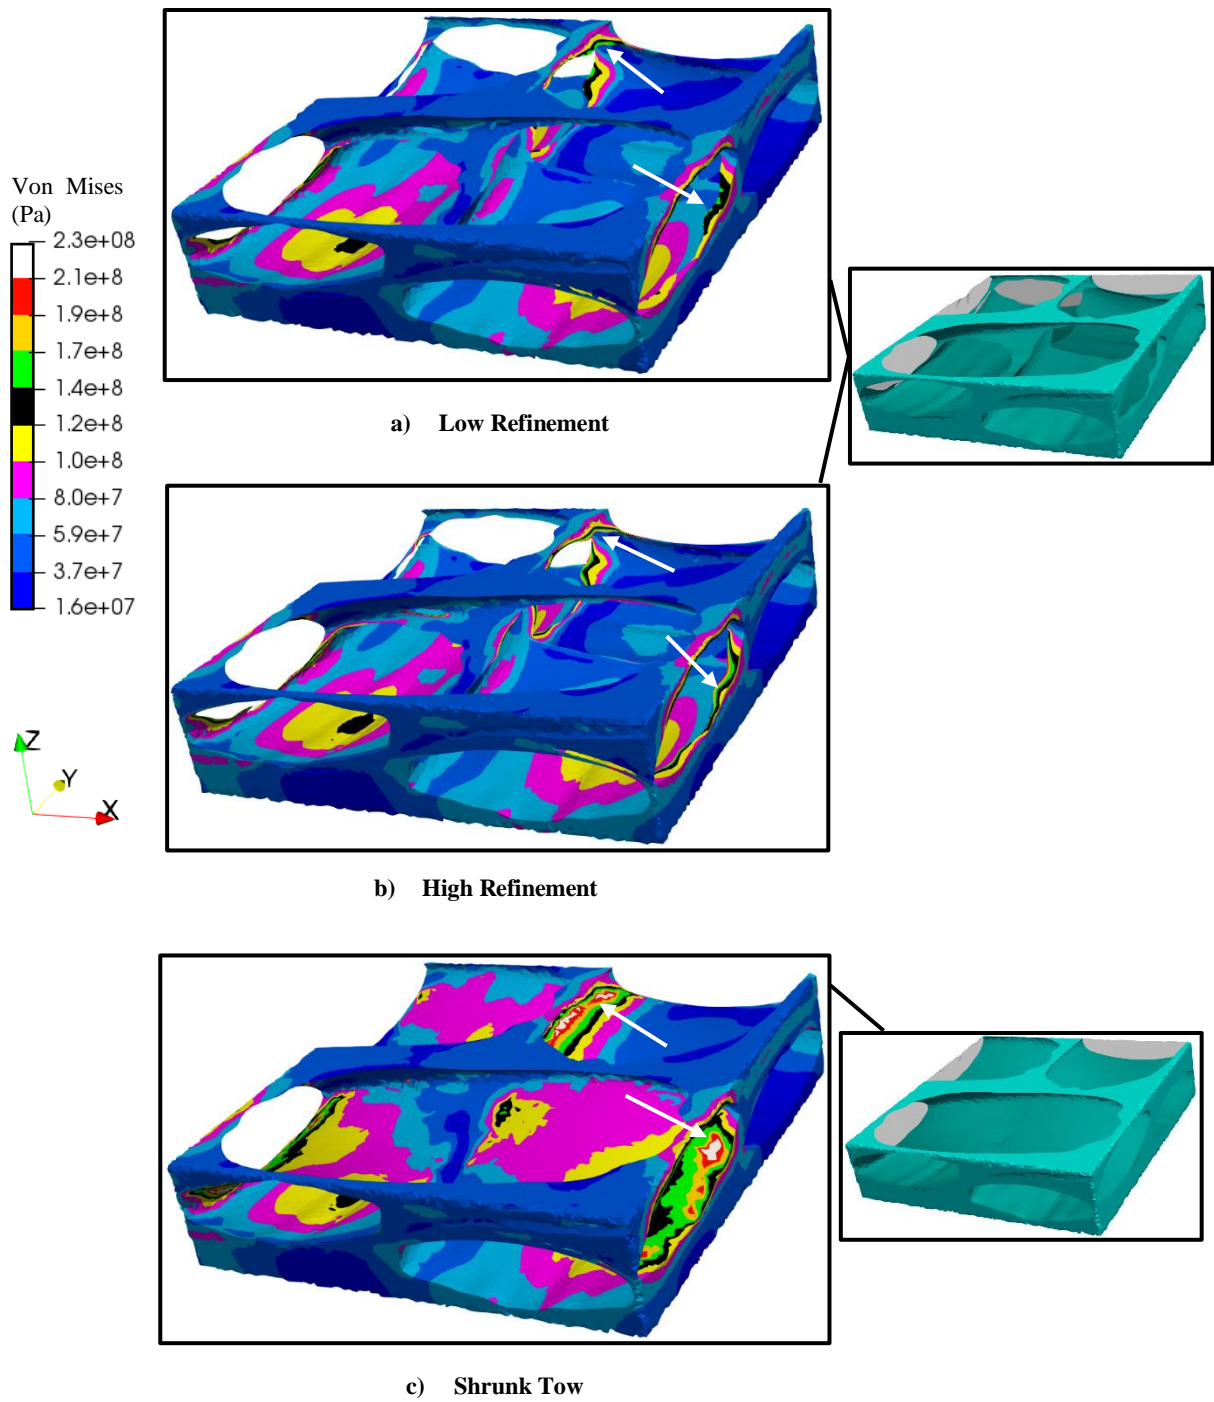 Von Mises
(Pa)
2.3e+08
2.1e+8
1.9e+8
1.7e+8
1.4e+8
1.2e+8
1.0e+8
8.0e+7
5.9e+7
3.7e+7
1.6e+07
a) Low Refinement
Z
Y
X
b) High Refinement
c) Shrunk Tow